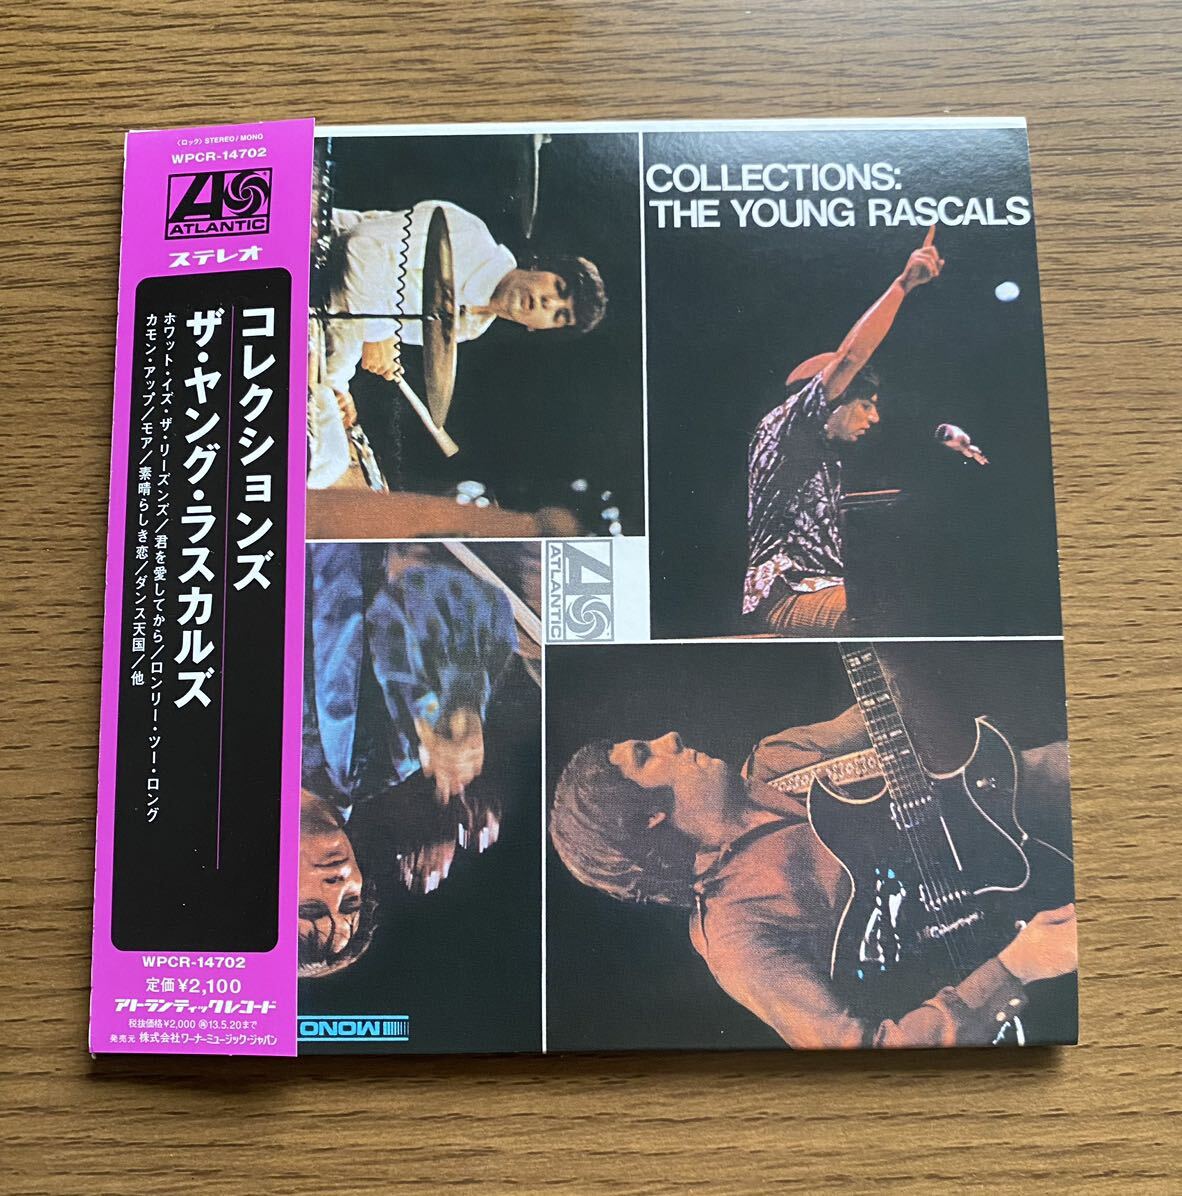 〈ロック〉 STEREO / MONO
WPCR-14702
ATLANTIC
ステレオ
コレクションズ
ザ・ヤング・ラスカルズ
ホワット・イズ・ザ・リーズンズ／君を愛してから／ロンリー・ツー・ロング
カモン・アップ／モア／素晴らしき恋／ダンス天国／他
WPCR-14702
定価¥2,100
アトランティックレコード
税抜価格¥2,000 13.5.20まで
発売元 株式会社ワーナーミュージック・ジャパン
COLLECTIONS:
THE YOUNG RASCALS
ATLANTIC
MONO